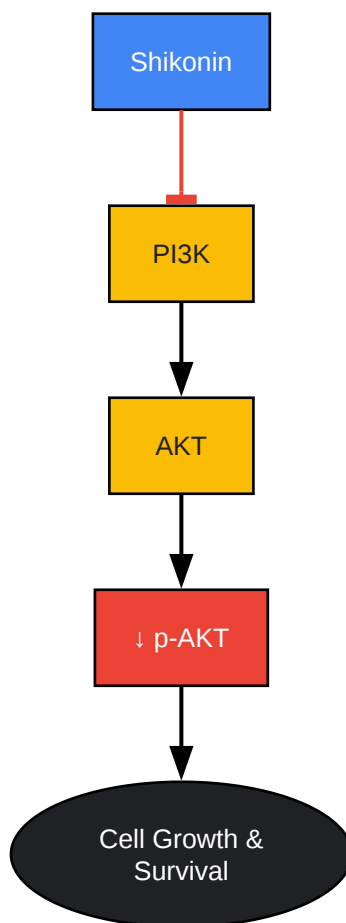 Shikonin
PI3K
AKT
↓ p-AKT
Cell Growth &
Survival